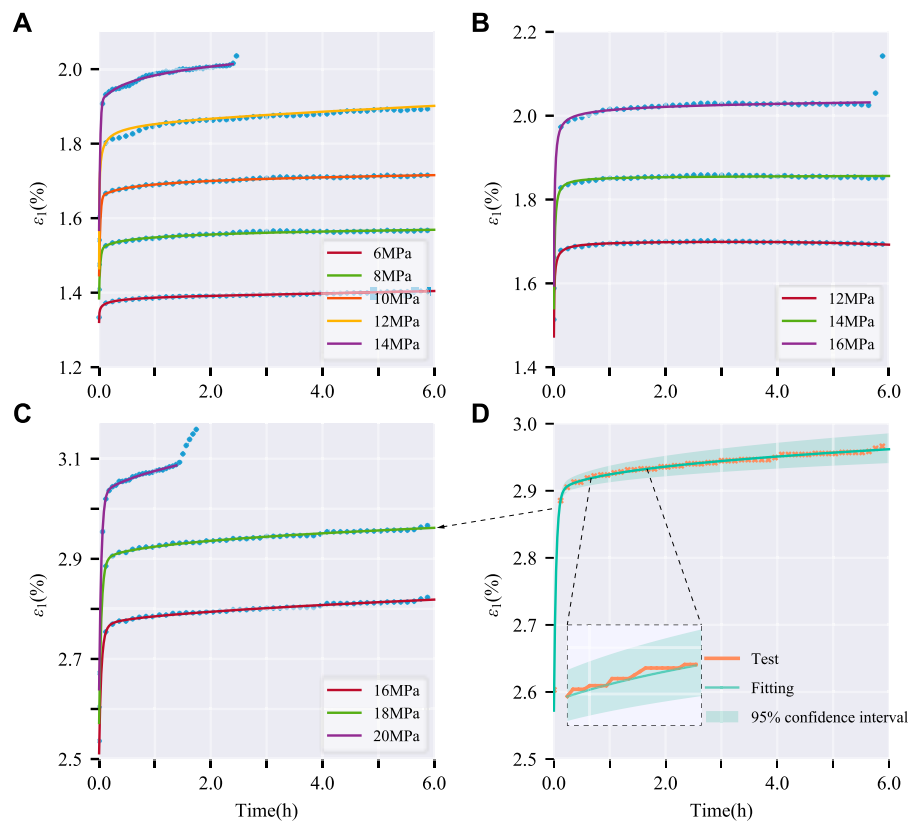 A
ε1(%)
2.0
1.8
1.6
1.4
1.2
6MPa
8MPa
10MPa
12MPa
14MPa
0.0 2.0 4.0 6.0
B
ε1(%)
2.2
2.0
1.8
1.6
1.4
12MPa
14MPa
16MPa
0.0 2.0 4.0 6.0
C
ε1(%)
3.1
2.9
2.7
2.5
16MPa
18MPa
20MPa
0.0 2.0 4.0 6.0
Time(h)
D
ε1(%)
3.0
2.9
2.8
2.7
2.6
2.5
Test
Fitting
95% confidence interval
0.0 2.0 4.0 6.0
Time(h)